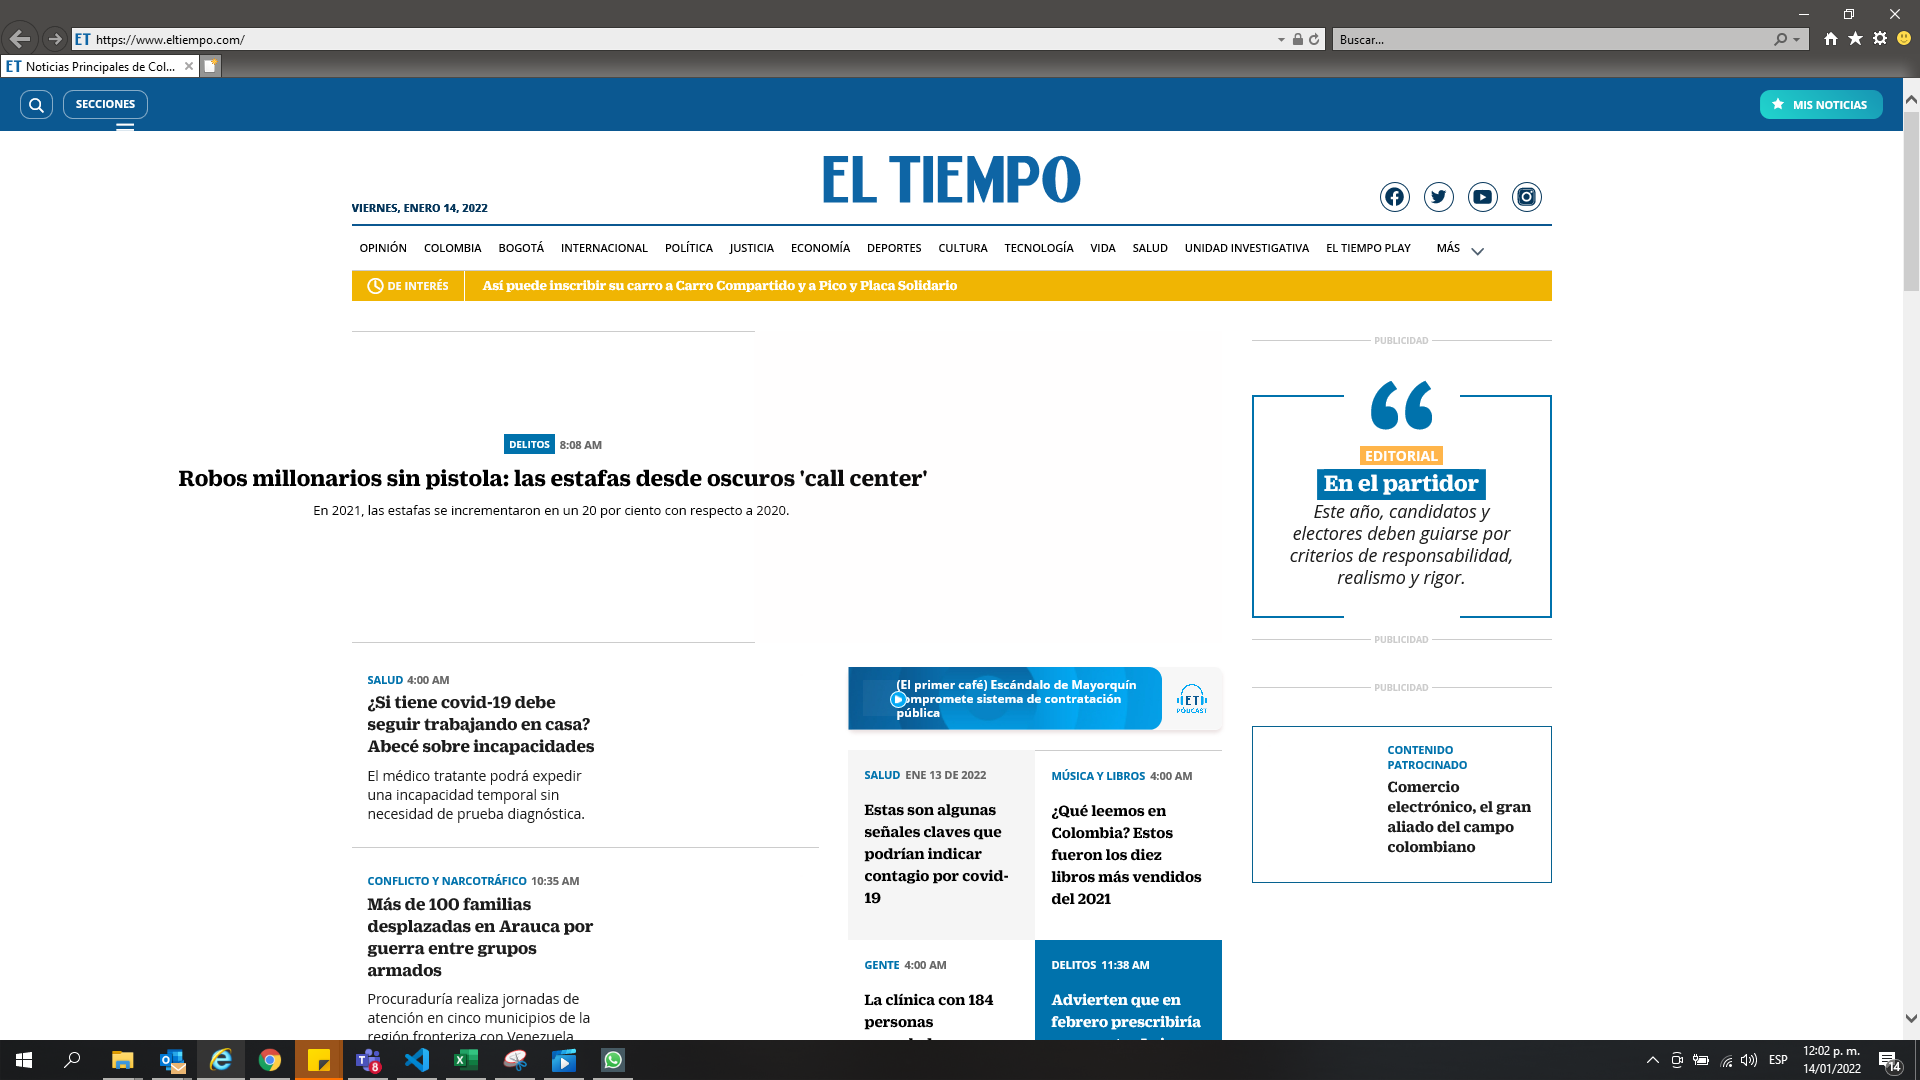 ET https://www.eltiempo.com/
Buscar...
ET Noticias Principales de Col...
SECCIONES
MIS NOTICIAS
EL TIEMPO
VIERNES, ENERO 14, 2022
OPINIÓN COLOMBIA BOGOTÁ INTERNACIONAL POLÍTICA JUSTICIA ECONOMÍA DEPORTES CULTURA TECNOLOGÍA VIDA SALUD UNIDAD INVESTIGATIVA EL TIEMPO PLAY MÁS
DE INTERÉS Así puede inscribir su carro a Carro Compartido y a Pico y Placa Solidario
DELITOS 8:08 AM
Robos millonarios sin pistola: las estafas desde oscuros 'call center'
En 2021, las estafas se incrementaron en un 20 por ciento con respecto a 2020.
PUBLICIDAD
EDITORIAL
En el partidor
Este año, candidatos y
electores deben guiarse por
criterios de responsabilidad,
realismo y rigor.
PUBLICIDAD
PUBLICIDAD
CONTENIDO
PATROCINADO
Comercio
electrónico, el gran
aliado del campo
colombiano
SALUD 4:00 AM
¿Si tiene covid-19 debe
seguir trabajando en casa?
Abecé sobre incapacidades
El médico tratante podrá expedir
una incapacidad temporal sin
necesidad de prueba diagnóstica.
CONFLICTO Y NARCOTRÁFICO 10:35 AM
Más de 100 familias
desplazadas en Arauca por
guerra entre grupos
armados
Procuraduría realiza jornadas de
atención en cinco municipios de la
región fronteriza con Venezuela.
(El primer café) Escándalo de Mayorquín
compromete sistema de contratación
pública
ET
PÓDCAST
SALUD ENE 13 DE 2022
Estas son algunas
señales claves que
podrían indicar
contagio por covid-
19
MÚSICA Y LIBROS 4:00 AM
¿Qué leemos en
Colombia? Estos
fueron los diez
libros más vendidos
del 2021
GENTE 4:00 AM
La clínica con 184
personas
DELITOS 11:38 AM
Advierten que en
febrero prescribiría
8
ESP
12:02 p. m.
14/01/2022
14